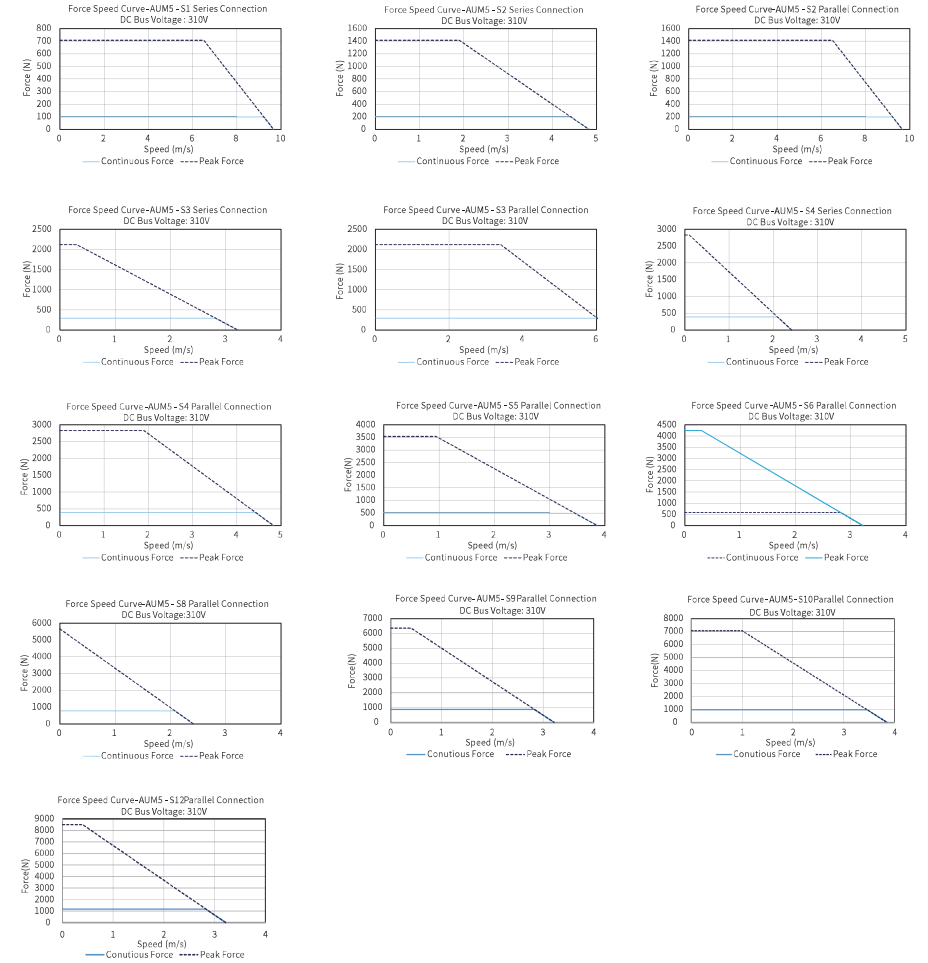 Force Speed Curve-AUM5 - S1 Series Connection
DC Bus Voltage : 310V
Force (N)
800
700
600
500
400
300
200
100
0
0 2 4 6 8 10
Speed (m/s)
Continuous Force Peak Force
Force Speed Curve-AUM5 - S2 Series Connection
DC Bus Voltage: 310V
Force (N)
1600
1400
1200
1000
800
600
400
200
0
0 1 2 3 4 5
Speed (m/s)
Continuous Force Peak Force
Force Speed Curve-AUM5 - S2 Parallel Connection
DC Bus Voltage: 310V
Force (N)
1600
1400
1200
1000
800
600
400
200
0
0 2 4 6 8 10
Speed (m/s)
Continuous Force Peak Force
Force Speed Curve-AUM5 - S3 Series Connection
DC Bus Voltage: 310V
Force (N)
2500
2000
1500
1000
500
0
0 1 2 3 4
Speed (m/s)
Continuous Force Peak Force
Force Speed Curve-AUM5 - S3 Parallel Connection
DC Bus Voltage: 310V
Force (N)
2500
2000
1500
1000
500
0
0 2 4 6
Speed (m/s)
Continuous Force Peak Force
Force Speed Curve-AUM5 - S4 Series Connection
DC Bus Voltage: 310V
Force (N)
3000
2500
2000
1500
1000
500
0
0 1 2 3 4 5
Speed (m/s)
Continuous Force Peak Force
Force Speed Curve-AUM5 - S4 Parallel Connection
DC Bus Voltage: 310V
Force (N)
3000
2500
2000
1500
1000
500
0
0 1 2 3 4 5
Speed (m/s)
Continuous Force Peak Force
Force Speed Curve-AUM5 - S5 Parallel Connection
DC Bus Voltage: 310V
Force(N)
4000
3500
3000
2500
2000
1500
1000
500
0
0 1 2 3 4
Speed (m/s)
Continuous Force Peak Force
Force Speed Curve-AUM5 - S6 Parallel Connection
DC Bus Voltage: 310V
Force (N)
4500
4000
3500
3000
2500
2000
1500
1000
500
0
0 1 2 3 4
Speed (m/s)
Continuous Force Peak Force
Force Speed Curve-AUM5 - S8 Parallel Connection
DC Bus Voltage:310V
Force (N)
6000
5000
4000
3000
2000
1000
0
0 1 2 3 4
Speed (m/s)
Continuous Force Peak Force
Force Speed Curve-AUM5 - S9Parallel Connection
DC Bus Voltage: 310V
Force(N)
7000
6000
5000
4000
3000
2000
1000
0
0 1 2 3 4
Speed (m/s)
Conutious Force Peak Force
Force Speed Curve-AUM5-S10Parallel Connection
DC Bus Voltage: 310V
Force(N)
8000
7000
6000
5000
4000
3000
2000
1000
0
0 1 2 3 4
Speed (m/s)
Conutious Force Peak Force
Force Speed Curve-AUM5 - S12Parallel Connection
DC Bus Voltage: 310V
Force(N)
9000
8000
7000
6000
5000
4000
3000
2000
1000
0
0 1 2 3 4
Speed (m/s)
Conutious Force Peak Force